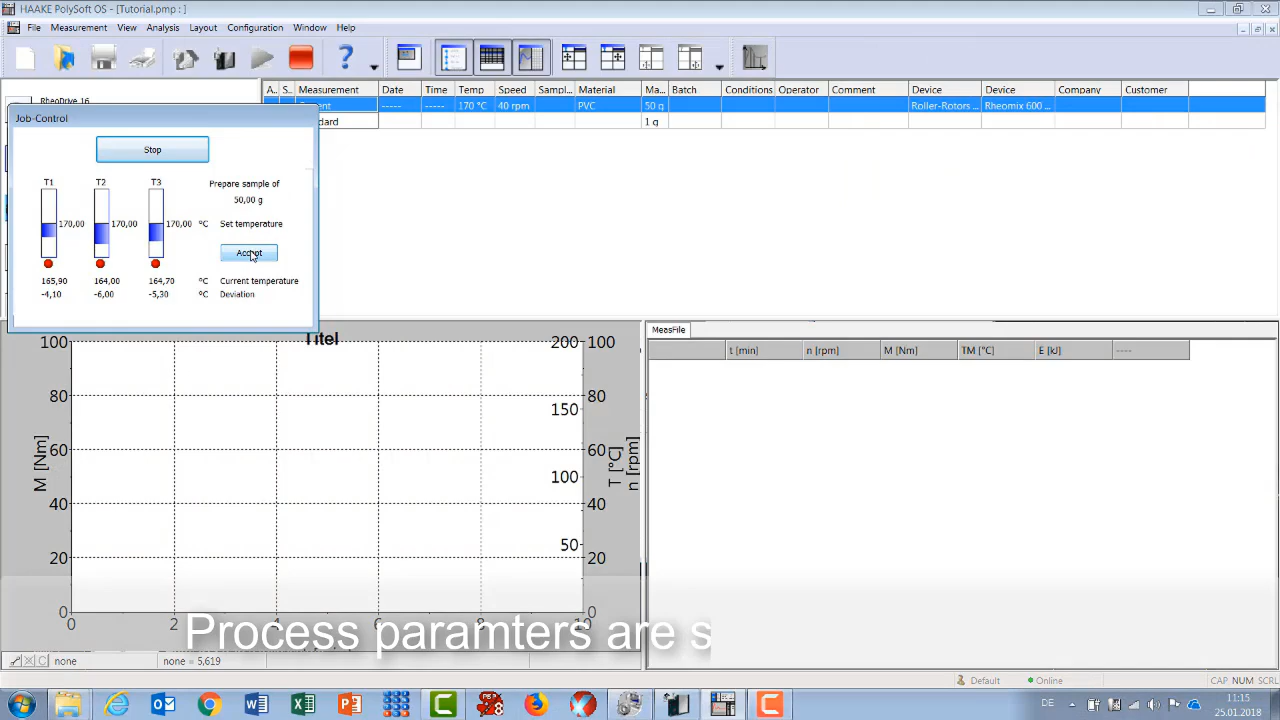 HAAKE PolySoft OS - [Tutorial.pmp : ]
File Measurement View Analysis Layout Configuration Window Help
RheoDrive 16
A.. S.. Measurement Date Time Temp Speed Sampl... Material Ma... Batch Conditions Operator Comment Device Device Company Customer
----- ----- 170 °C 40 rpm PVC 50 g Roller-Rotors ... Rheomix 600 ...
1 g
Job-Control
Stop
T1 T2 T3 Prepare sample of
50,00 g
170,00 170,00 170,00 °C Set temperature
Accept
165,90 164,00 164,70 °C Current temperature
-4,10 -6,00 -5,30 °C Deviation
Titel
100 200 100
80 150 80
60 60
M [Nm] T [°C] n [rpm]
100
40 40
50
20 20
0 0
0 2 4 6 8 10
Process paramters are s
MeasFile
t [min] n [rpm] M [Nm] TM [°C] E [kJ] ----
none none = 5,619
Default Online CAP NUM SCRL
DE 11:15
25.01.2018